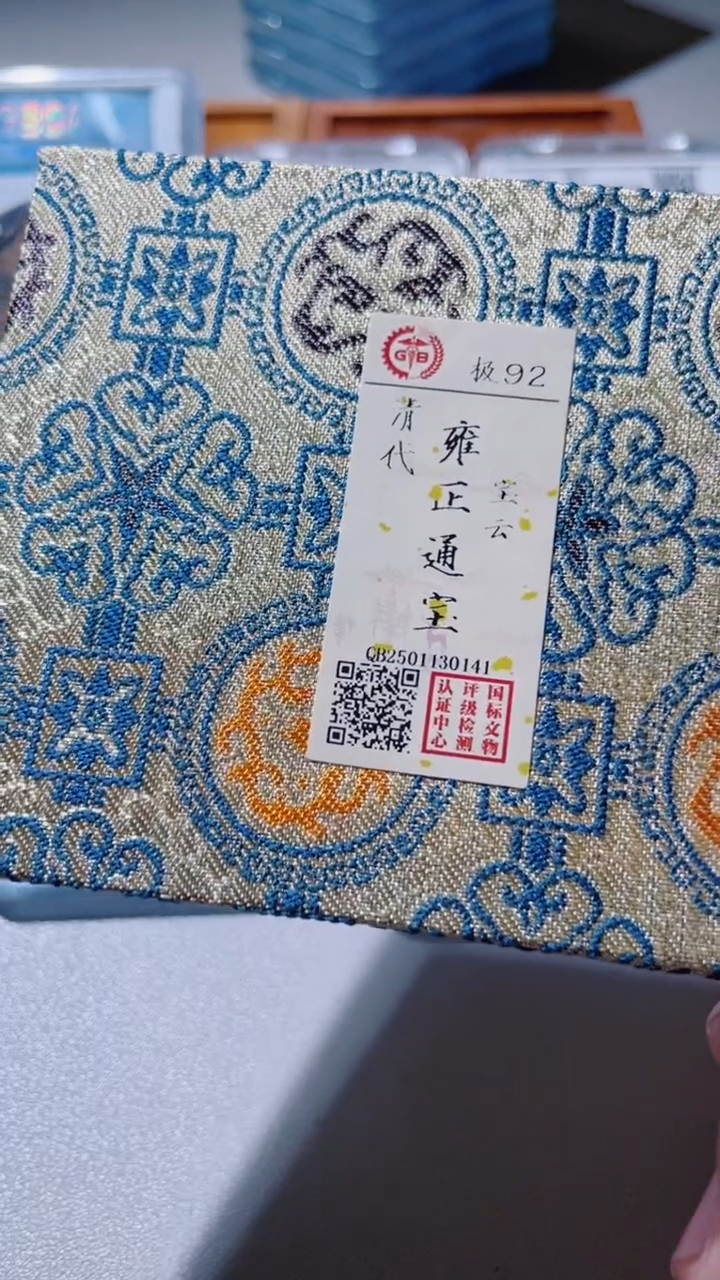 GB
极92
清代
雍正通宝
宝云
GB2501130141
国标文物
评级检测
认证中心